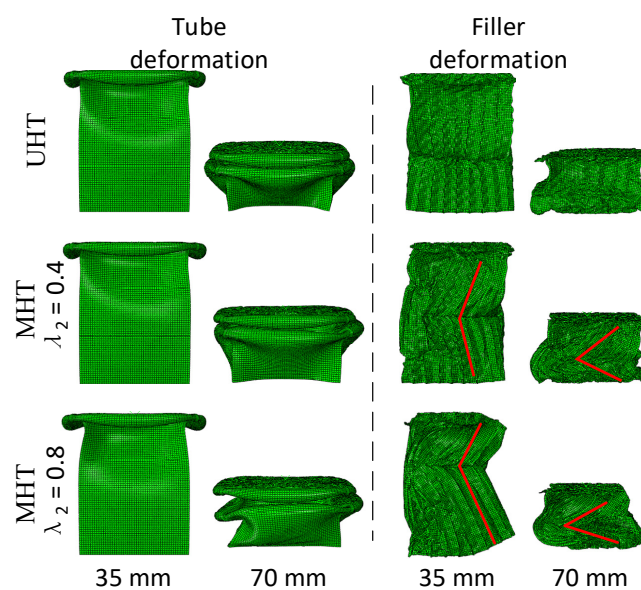 Tube
deformation
Filler
deformation
UHT
MHT
λ2 = 0.4
MHT
λ2 = 0.8
35 mm
70 mm
35 mm
70 mm